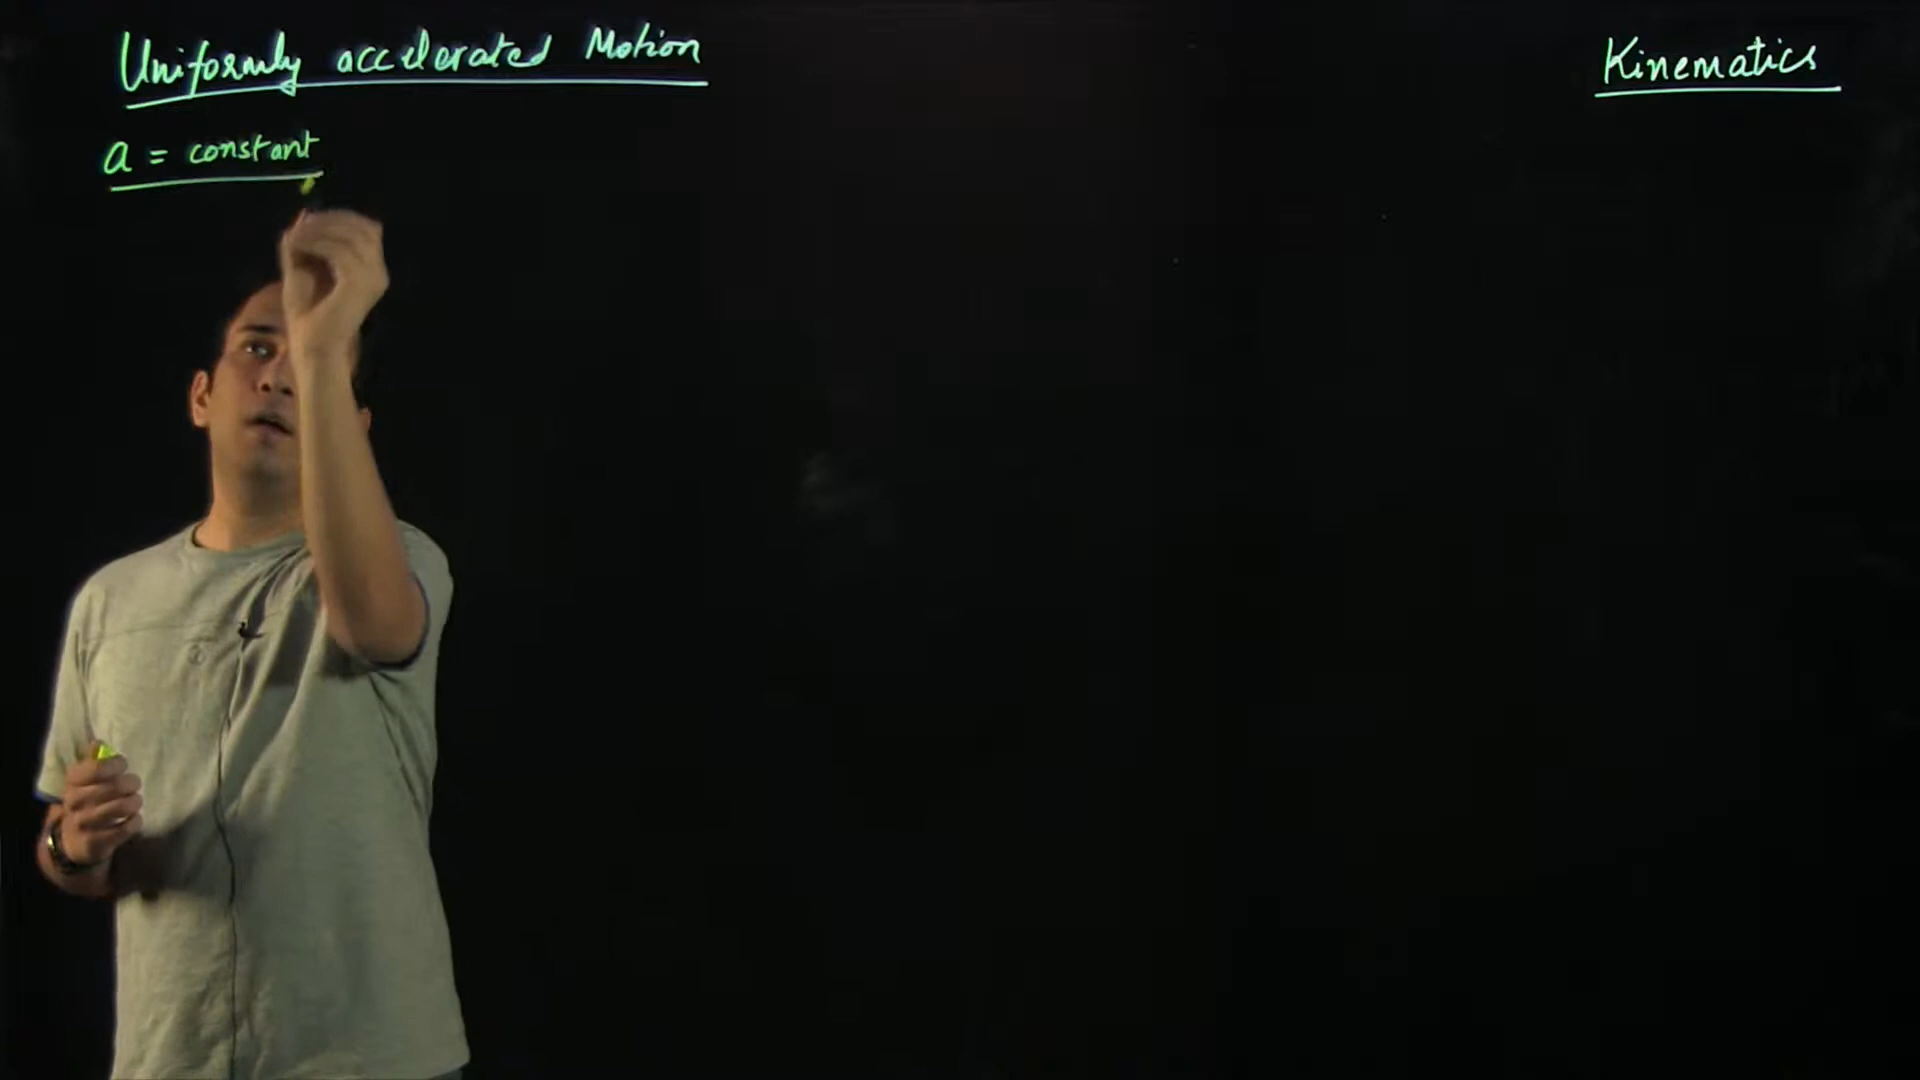 Uniformly accelerated Motion
Kinematics
a = constant